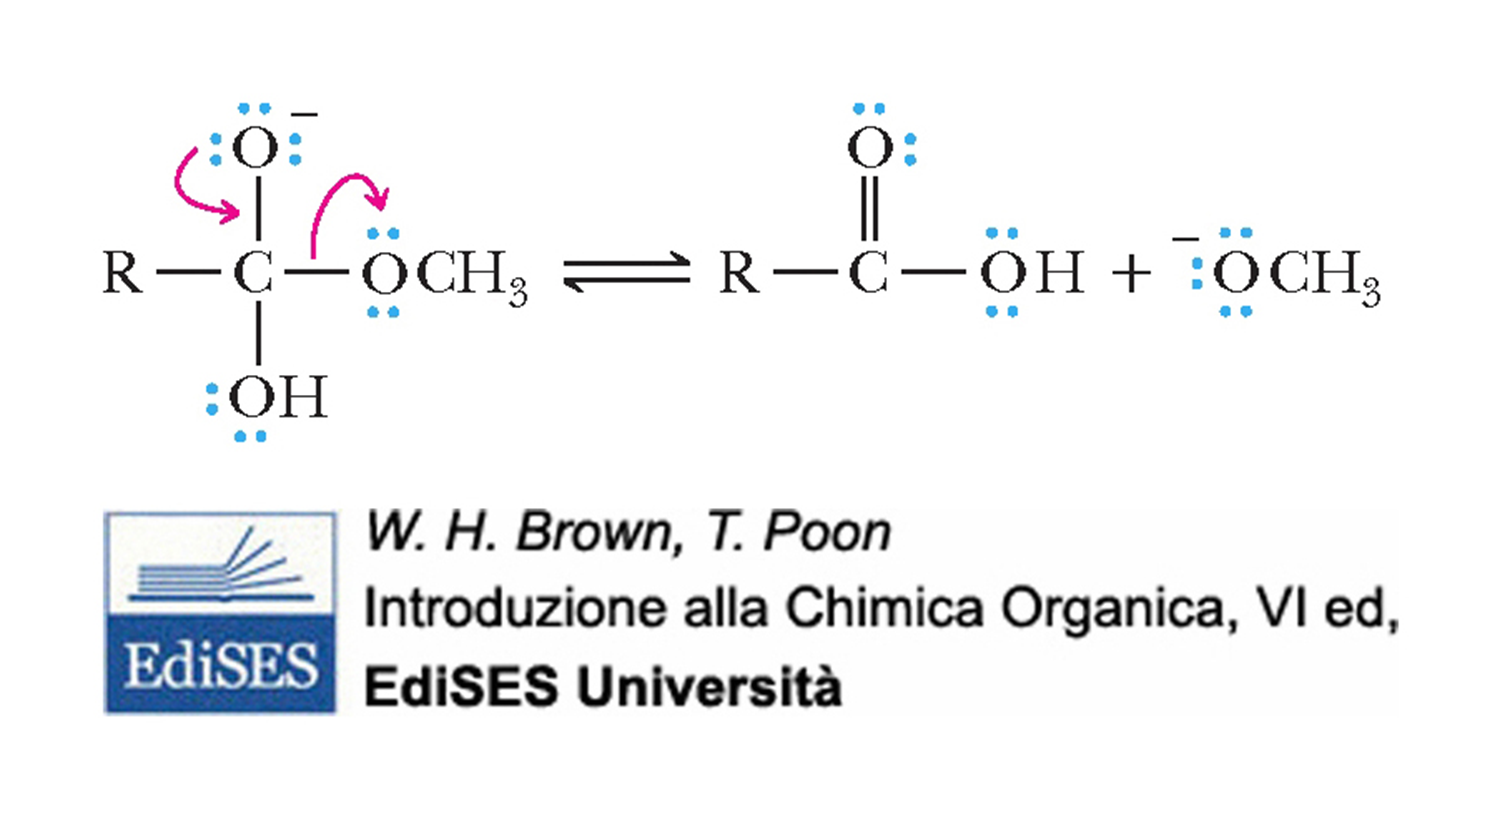 O⁻ O
R—C—OCH₃ ⇌ R—C—OH + ⁻OCH₃
OH
W. H. Brown, T. Poon
Introduzione alla Chimica Organica, VI ed,
EdiSES
EdiSES Università